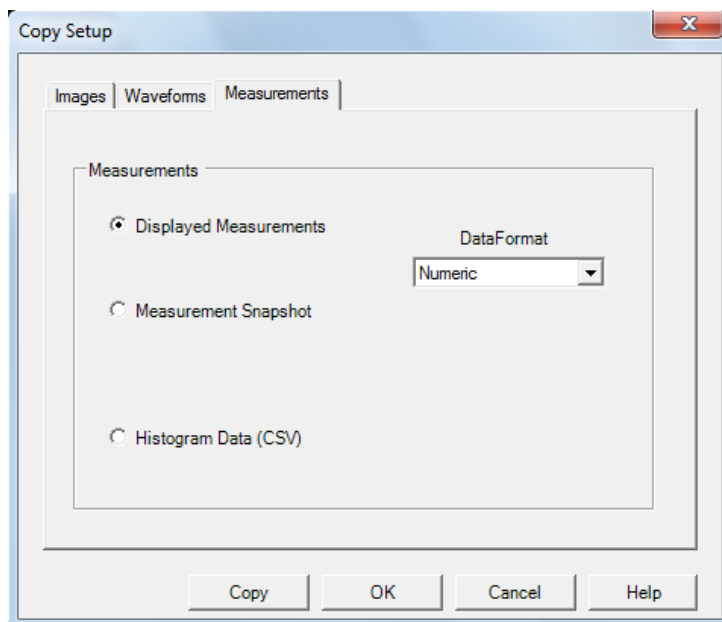 Copy Setup
X
Images Waveforms Measurements
Measurements
Displayed Measurements
DataFormat
Numeric
Measurement Snapshot
Histogram Data (CSV)
Copy OK Cancel Help